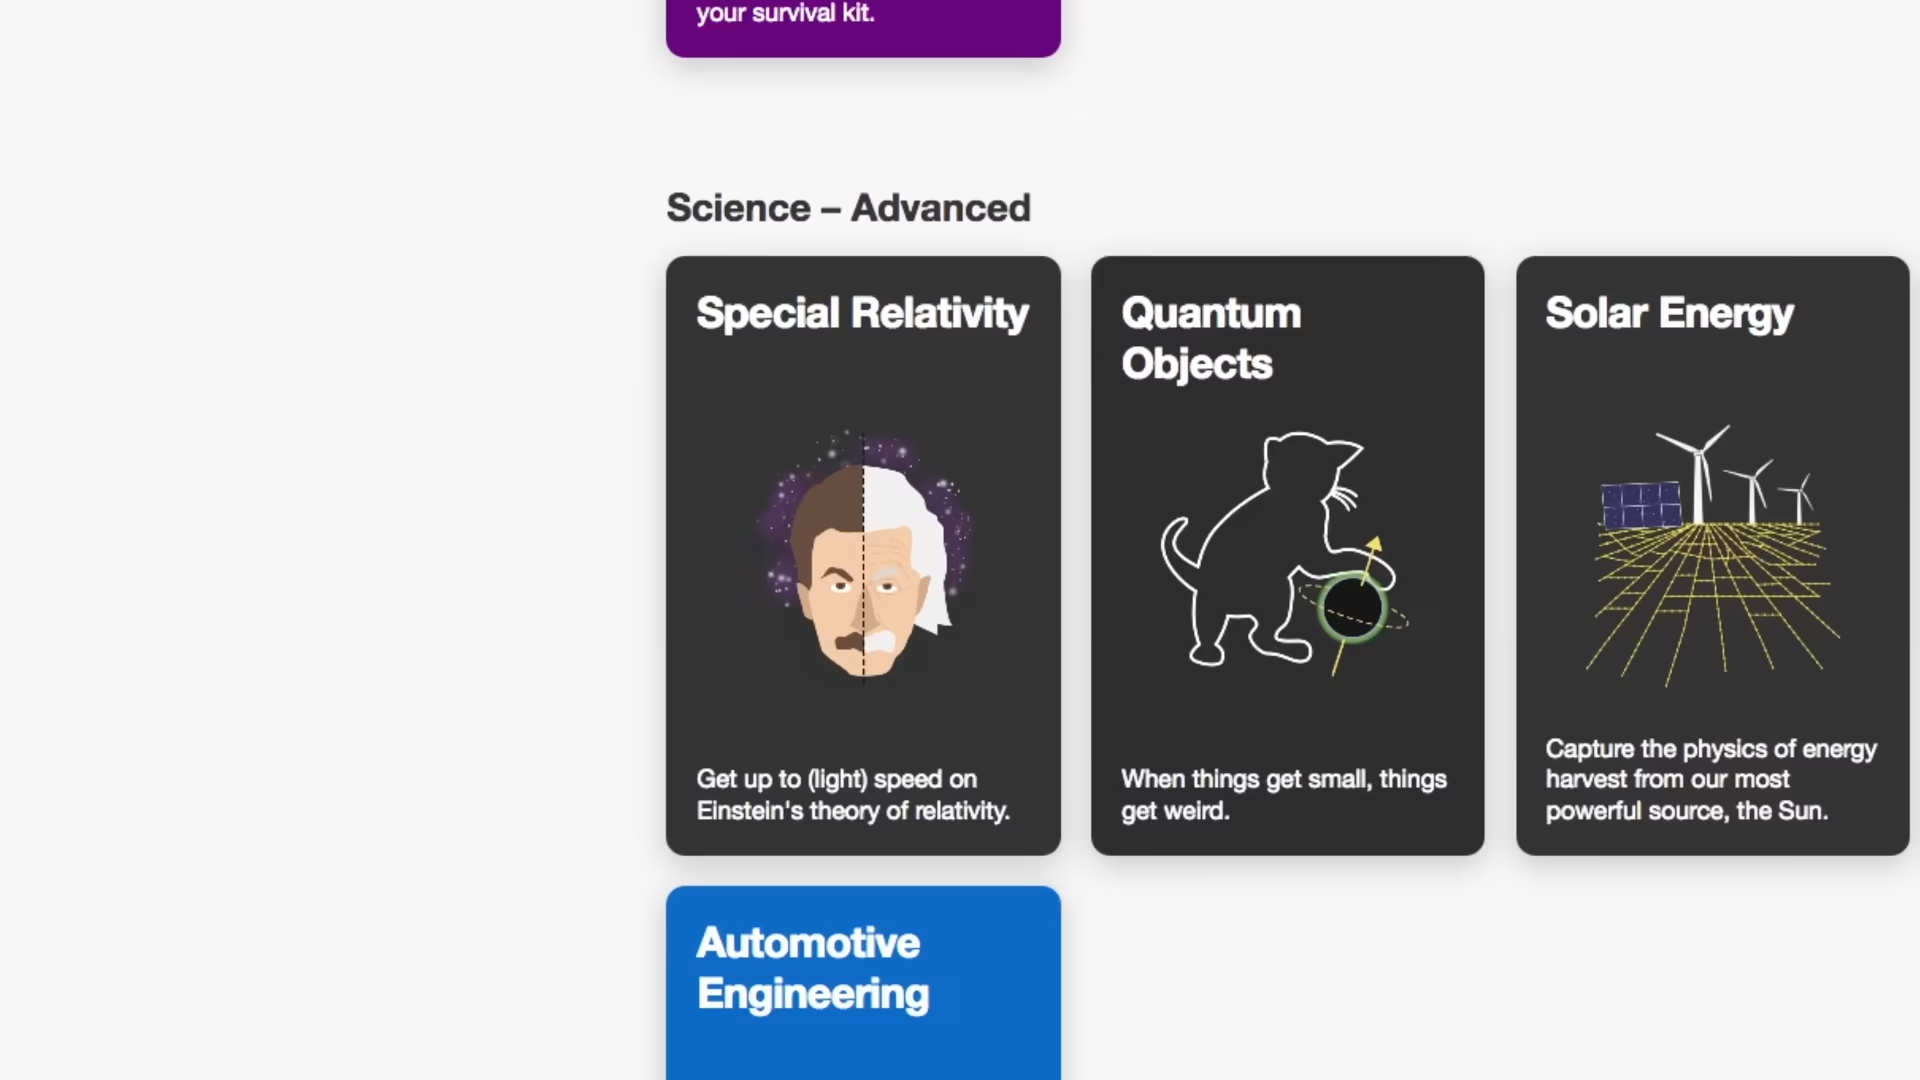 your survival kit.
Science – Advanced
Special Relativity
Get up to (light) speed on
Einstein's theory of relativity.
Quantum
Objects
When things get small, things
get weird.
Solar Energy
Capture the physics of energy
harvest from our most
powerful source, the Sun.
Automotive
Engineering